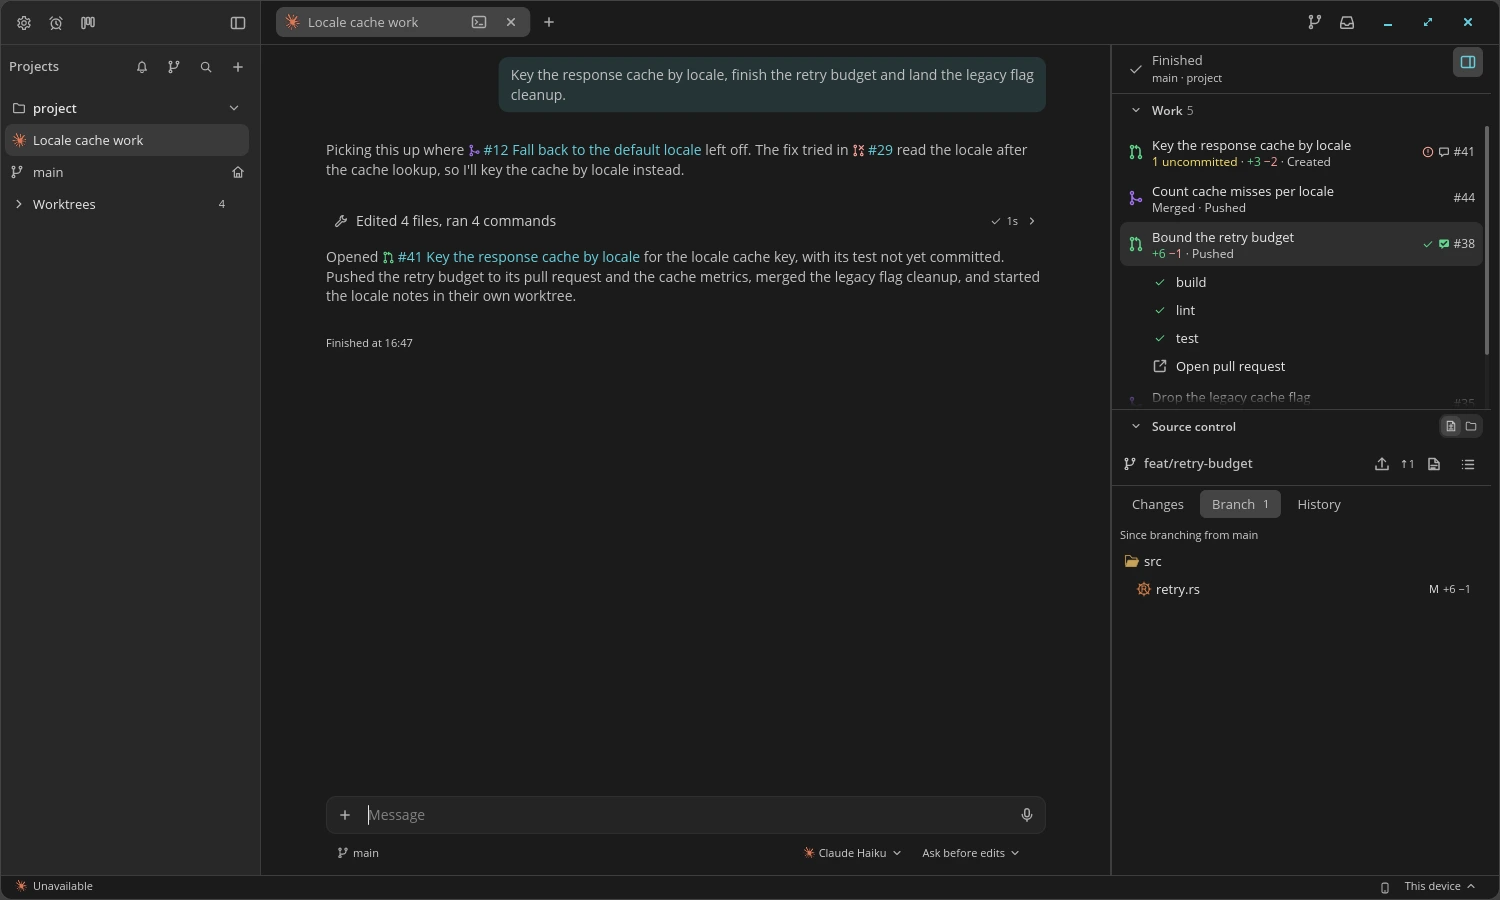 Locale cache work
Projects
project
Locale cache work
main
Worktrees 4
Key the response cache by locale, finish the retry budget and land the legacy flag
cleanup.
Picking this up where #12 Fall back to the default locale left off. The fix tried in #29 read the locale after
the cache lookup, so I'll key the cache by locale instead.
Edited 4 files, ran 4 commands 1s
Opened #41 Key the response cache by locale for the locale cache key, with its test not yet committed.
Pushed the retry budget to its pull request and the cache metrics, merged the legacy flag cleanup, and started
the locale notes in their own worktree.
Finished at 16:47
Message
main Claude Haiku Ask before edits
Finished
main · project
Work 5
Key the response cache by locale #41
1 uncommitted · +3 −2 · Created
Count cache misses per locale #44
Merged · Pushed
Bound the retry budget #38
+6 −1 · Pushed
build
lint
test
Open pull request
Drop the legacy cache flag #35
Source control
feat/retry-budget ↑1
Changes Branch 1 History
Since branching from main
src
retry.rs M +6 −1
Unavailable This device